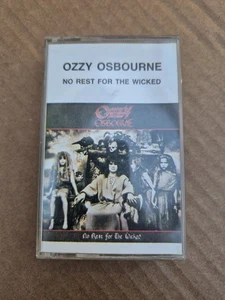 OZZY OSBOURNE
NO REST FOR THE WICKED
OZZY
OSBOURNE
No Rest for the Wicked